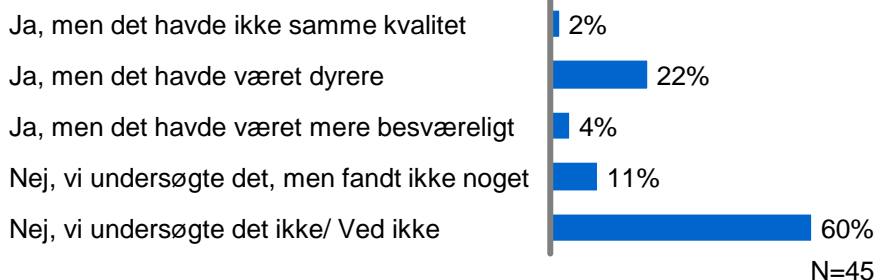 Ja, men det havde ikke samme kvalitet 2%
Ja, men det havde været dyrere 22%
Ja, men det havde været mere besværeligt 4%
Nej, vi undersøgte det, men fandt ikke noget 11%
Nej, vi undersøgte det ikke/ Ved ikke 60%
N=45